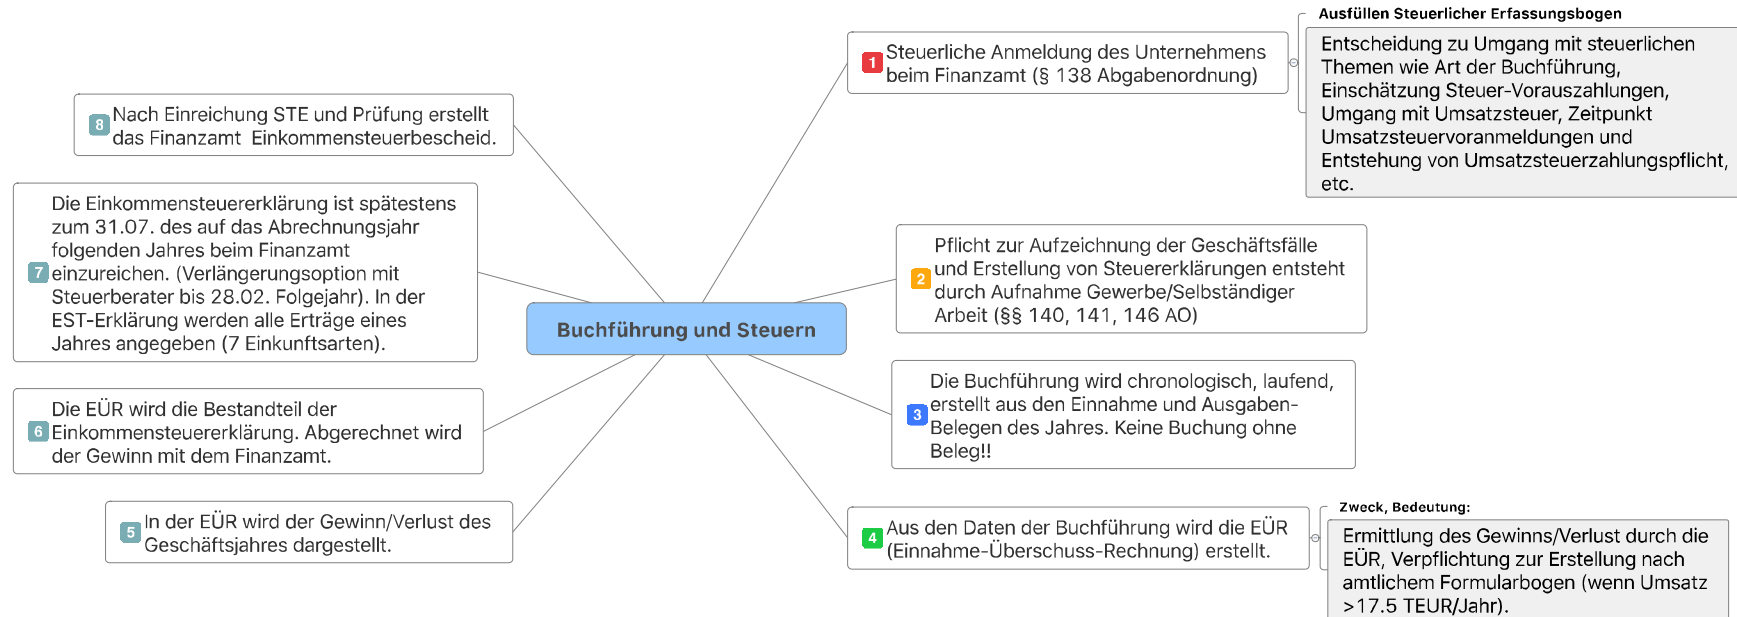 Buchführung und Steuern
1
Steuerliche Anmeldung des Unternehmens
beim Finanzamt (§ 138 Abgabenordnung)
Ausfüllen Steuerlicher Erfassungsbogen
Entscheidung zu Umgang mit steuerlichen
Themen wie Art der Buchführung,
Einschätzung Steuer-Vorauszahlungen,
Umgang mit Umsatzsteuer, Zeitpunkt
Umsatzsteuervoranmeldungen und
Entstehung von Umsatzsteuerzahlungspflicht,
etc.
2
Pflicht zur Aufzeichnung der Geschäftsfälle
und Erstellung von Steuererklärungen entsteht
durch Aufnahme Gewerbe/Selbständiger
Arbeit (§§ 140, 141, 146 AO)
3
Die Buchführung wird chronologisch, laufend,
erstellt aus den Einnahme und Ausgaben-
Belegen des Jahres. Keine Buchung ohne
Beleg!!
4
Aus den Daten der Buchführung wird die EÜR
(Einnahme-Überschuss-Rechnung) erstellt.
Zweck, Bedeutung:
Ermittlung des Gewinns/Verlust durch die
EÜR, Verpflichtung zur Erstellung nach
amtlichem Formularbogen (wenn Umsatz
>17.5 TEUR/Jahr).
5
In der EÜR wird der Gewinn/Verlust des
Geschäftsjahres dargestellt.
6
Die EÜR wird die Bestandteil der
Einkommensteuererklärung. Abgerechnet wird
der Gewinn mit dem Finanzamt.
7
Die Einkommensteuererklärung ist spätestens
zum 31.07. des auf das Abrechnungsjahr
folgenden Jahres beim Finanzamt
einzureichen. (Verlängerungsoption mit
Steuerberater bis 28.02. Folgejahr). In der
EST-Erklärung werden alle Erträge eines
Jahres angegeben (7 Einkunftsarten).
8
Nach Einreichung STE und Prüfung erstellt
das Finanzamt Einkommensteuerbescheid.